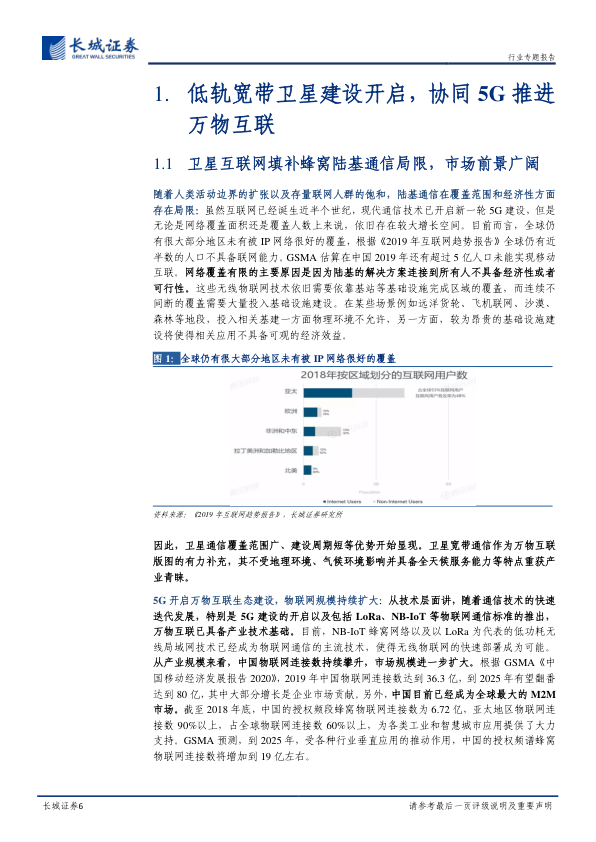 长城证券
GREAT WALL SECURITIES
行业专题报告
1. 低轨宽带卫星建设开启，协同 5G 推进
万物互联
1.1 卫星互联网填补蜂窝陆基通信局限，市场前景广阔
随着人类活动边界的扩张以及存量联网人群的饱和，陆基通信在覆盖范围和经济性方面
存在局限：虽然互联网已经诞生近半个世纪，现代通信技术已开启新一轮 5G 建设，但是
无论是网络覆盖面积还是覆盖人数上来说，依旧存在较大增长空间。目前而言，全球仍
有很大部分地区未有被 IP 网络很好的覆盖，根据《2019 年互联网趋势报告》全球仍有近
半数的人口不具备联网能力。GSMA 估算在中国 2019 年还有超过 5 亿人口未能实现移动
互联。网络覆盖有限的主要原因是因为陆基的解决方案连接到所有人不具备经济性或者
可行性。这些无线物联网技术依旧需要依靠基站等基础设施完成区域的覆盖，而连续不
间断的覆盖需要大量投入基础设施建设。在某些场景例如远洋货轮、飞机联网、沙漠、
森林等地段，投入相关基建一方面物理环境不允许，另一方面，较为昂贵的基础设施建
设将使得相关应用不具备可观的经济效益。
图 1：全球仍有很大部分地区未有被 IP 网络很好的覆盖
2018年按区域划分的互联网用户数
亚太
欧洲
非洲和中东
拉丁美洲和加勒比地区
北美
Internet Users
Non-Internet Users
资料来源：《2019 年互联网趋势报告》，长城证券研究所
因此，卫星通信覆盖范围广、建设周期短等优势开始显现。卫星宽带通信作为万物互联
版图的有力补充，其不受地理环境、气候环境影响并具备全天候服务能力等特点重获产
业青睐。
5G 开启万物互联生态建设，物联网规模持续扩大：从技术层面讲，随着通信技术的快速
迭代发展，特别是 5G 建设的开启以及包括 LoRa、NB-IoT 等物联网通信标准的推出，
万物互联已具备产业技术基础。目前，NB-IoT 蜂窝网络以及以 LoRa 为代表的低功耗无
线局域网技术已经成为物联网通信的主流技术，使得无线物联网的快速部署成为可能。
从产业规模来看，中国物联网连接数持续攀升，市场规模进一步扩大。根据 GSMA《中
国移动经济发展报告 2020》，2019 年中国物联网连接数达到 36.3 亿，到 2025 年有望翻番
达到 80 亿，其中大部分增长是企业市场贡献。另外，中国目前已经成为全球最大的 M2M
市场。截至 2018 年底，中国的授权频段蜂窝物联网连接数为 6.72 亿，亚太地区物联网连
接数 90%以上，占全球物联网连接数 60%以上，为各类工业和智慧城市应用提供了大力
支持。GSMA 预测，到 2025 年，受各种行业垂直应用的推动作用，中国的授权频谱蜂窝
物联网连接数将增加到 19 亿左右。
长城证券6
请参考最后一页评级说明及重要声明